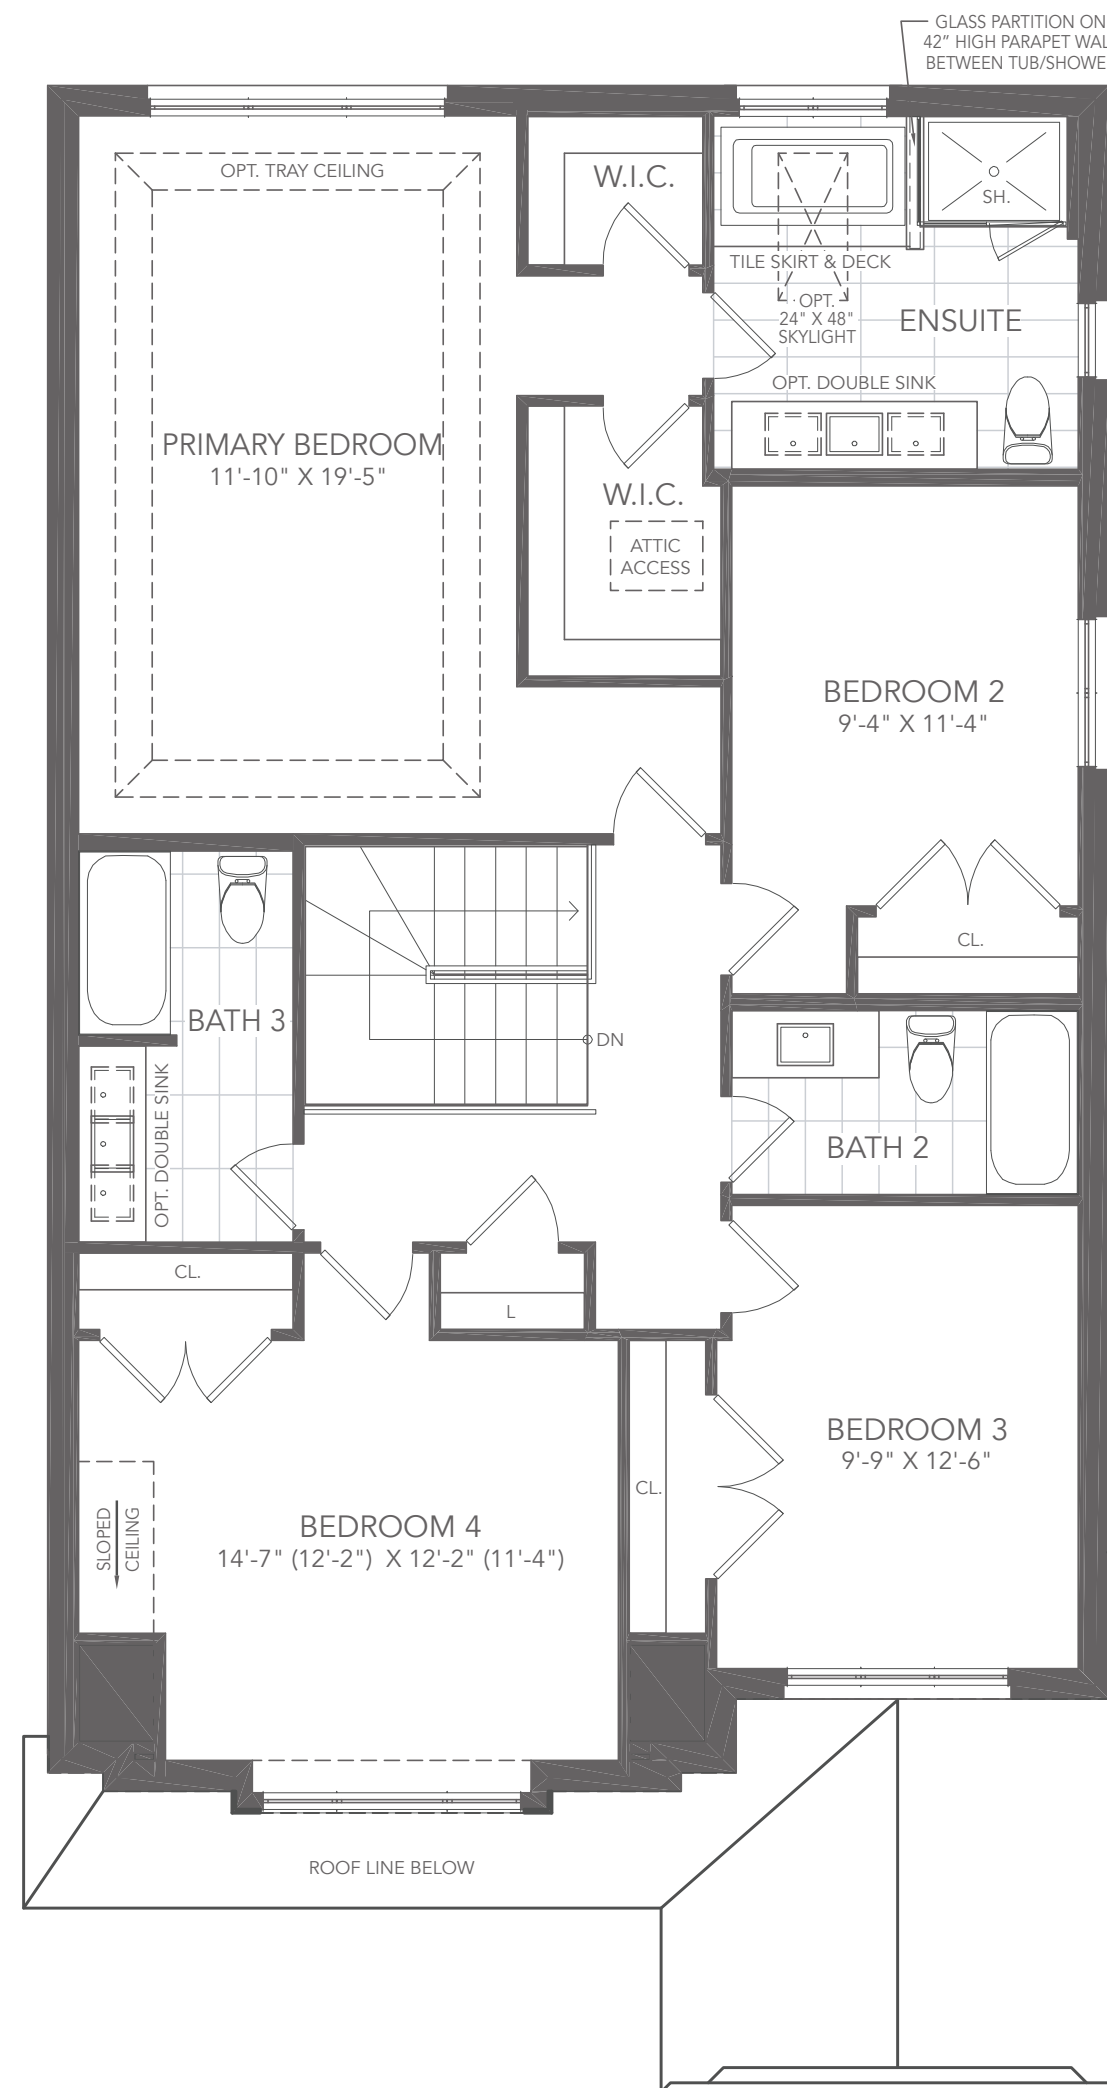 GLASS PARTITION ON
42" HIGH PARAPET WAL
BETWEEN TUB/SHOWE
OPT. TRAY CEILING
W.I.C.
SH.
TILE SKIRT & DECK
OPT.
24" X 48"
SKYLIGHT
ENSUITE
OPT. DOUBLE SINK
PRIMARY BEDROOM
11'-10" X 19'-5"
W.I.C.
ATTIC
ACCESS
BEDROOM 2
9'-4" X 11'-4"
CL.
BATH 3
DN
OPT. DOUBLE SINK
BATH 2
CL.
L
BEDROOM 3
9'-9" X 12'-6"
CL.
SLOPED
CEILING
BEDROOM 4
14'-7" (12'-2") X 12'-2" (11'-4")
ROOF LINE BELOW